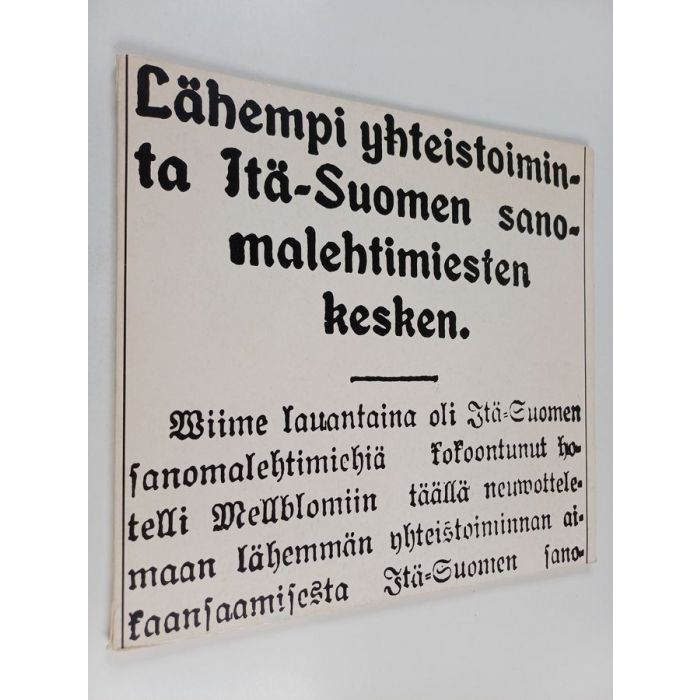 Lähempi yhteistoimin-
ta Itä-Suomen sano-
malehtimiesten
kesken.
Wiime lauantaina oli Itä-Suomen
sanomalehtimiehiä kokoontunut ho-
telli Mellblomiin täällä neuwottele-
maan lähemmän yhteistoiminnan ai-
kaansaamisesta Itä-Suomen sano-